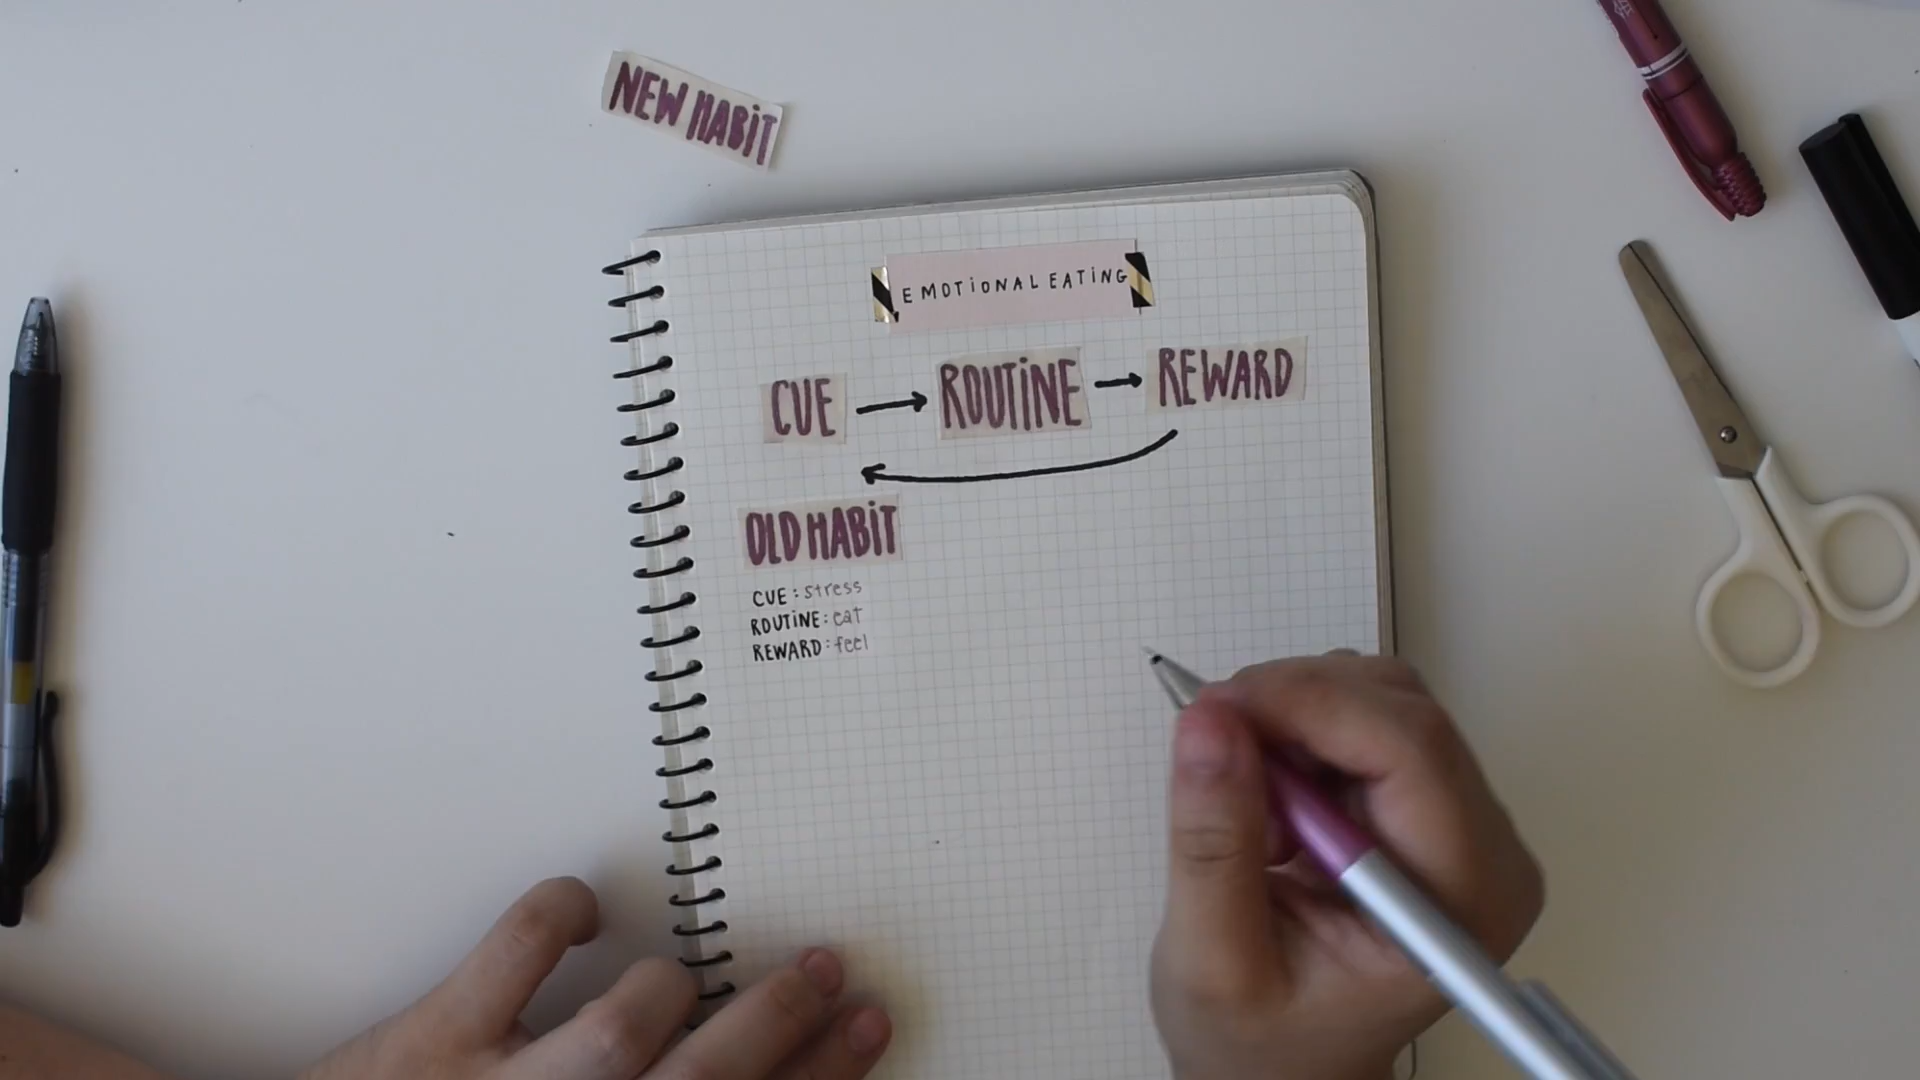 NEW HABIT
EMOTIONAL EATING
CUE → ROUTINE → REWARD
OLD HABIT
CUE: stress
ROUTINE: eat
REWARD: feel